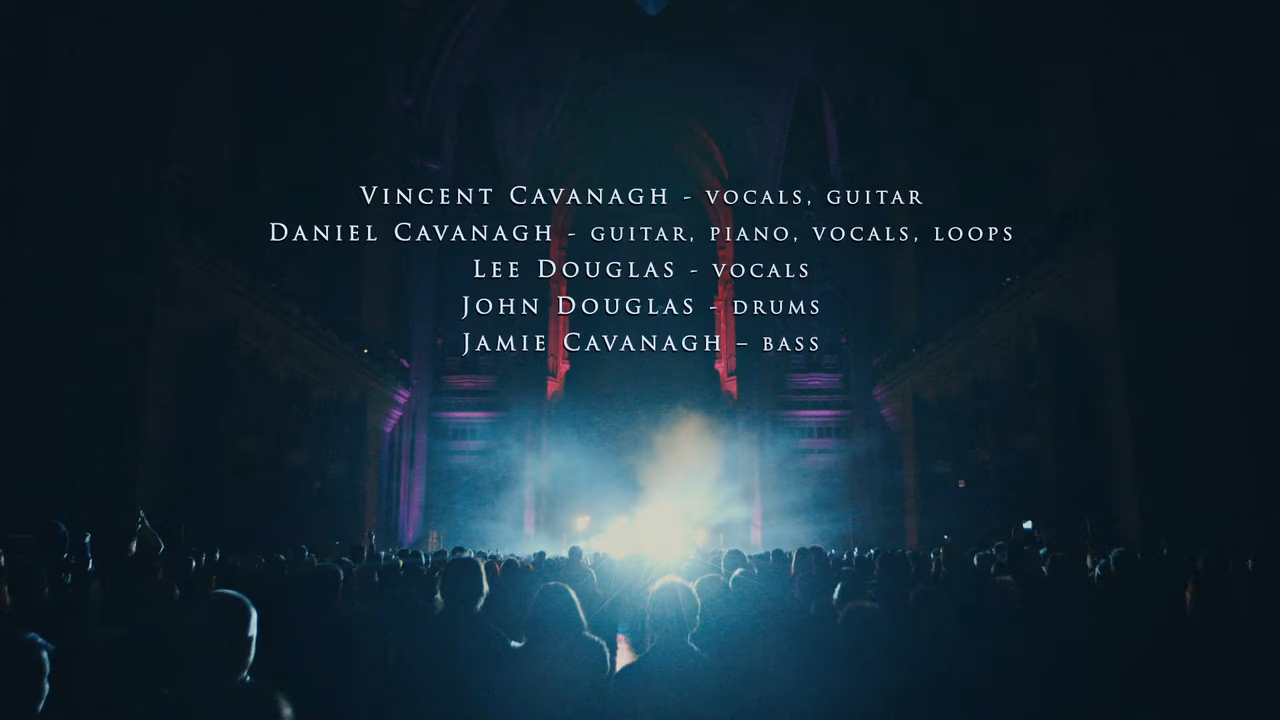 Vincent Cavanagh - vocals, guitar
Daniel Cavanagh - guitar, piano, vocals, loops
Lee Douglas - vocals
John Douglas - drums
Jamie Cavanagh – bass